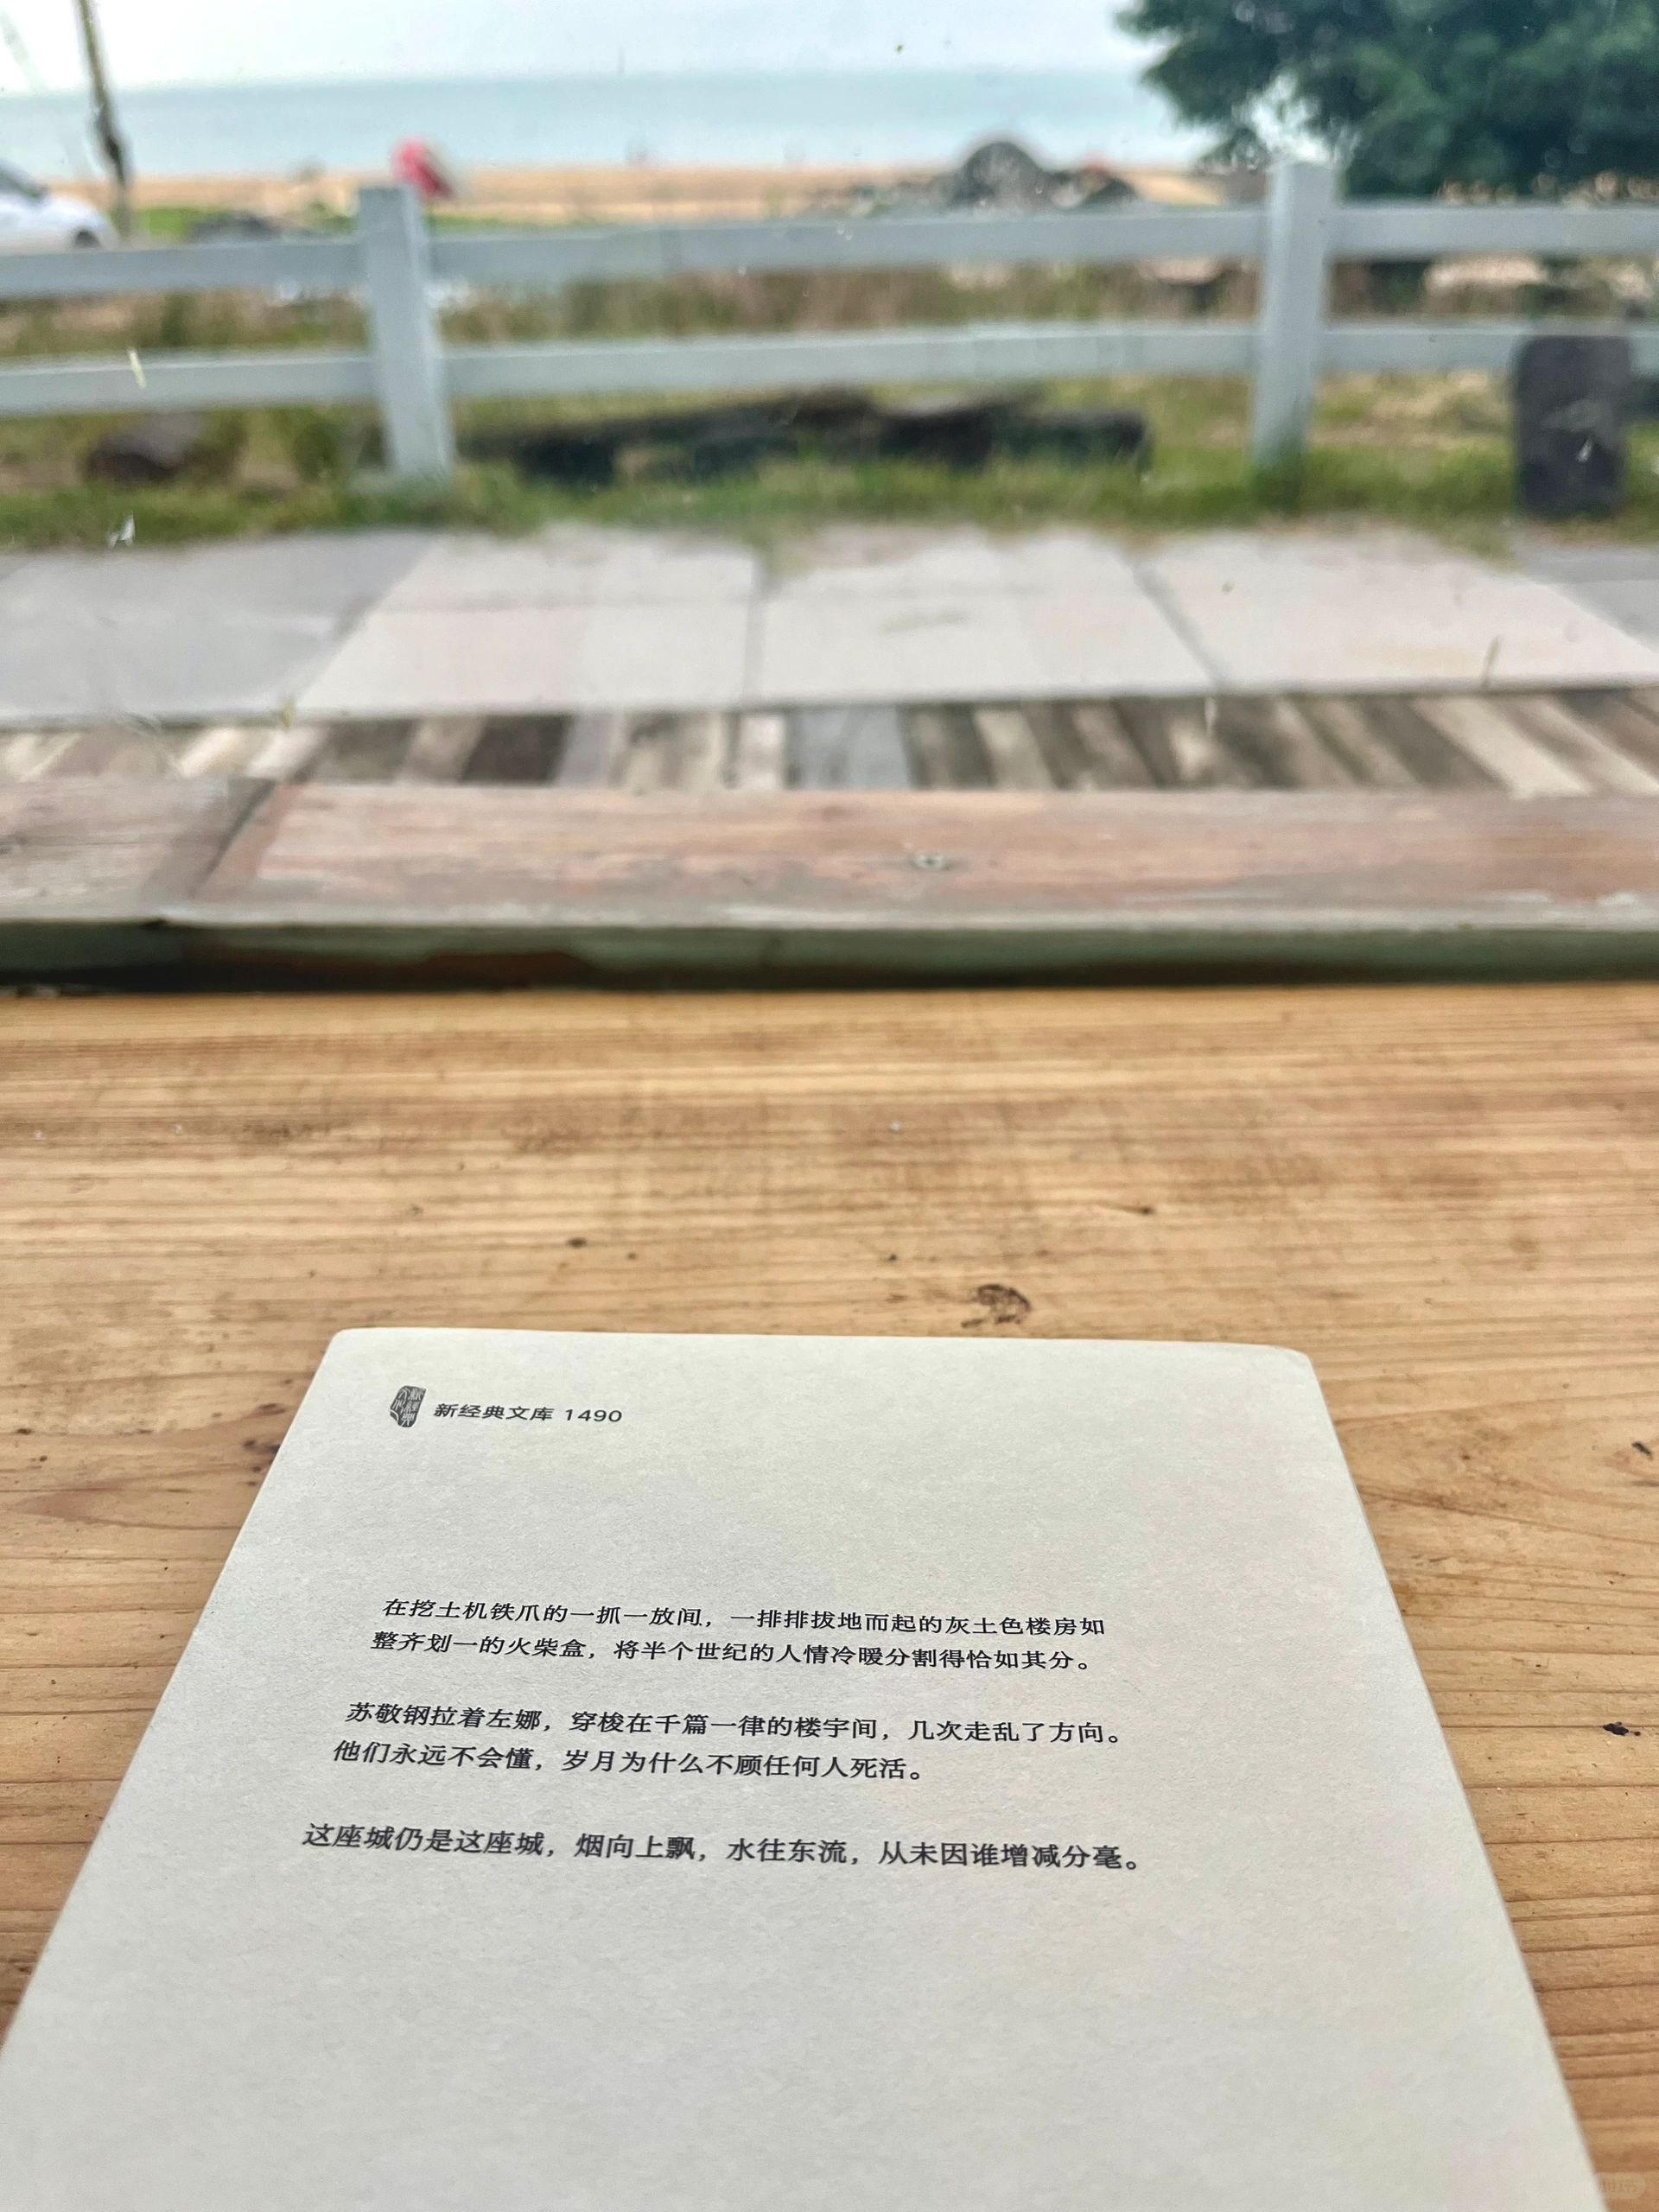 新经典文库 1490
在挖土机铁爪的一抓一放间，一排排拔地而起的灰土色楼房如
整齐划一的火柴盒，将半个世纪的人情冷暖分割得恰如其分。
苏敬钢拉着左娜，穿梭在千篇一律的楼宇间，几次走乱了方向。
他们永远不会懂，岁月为什么不顾任何人死活。
这座城仍是这座城，烟向上飘，水往东流，从未因谁增减分毫。